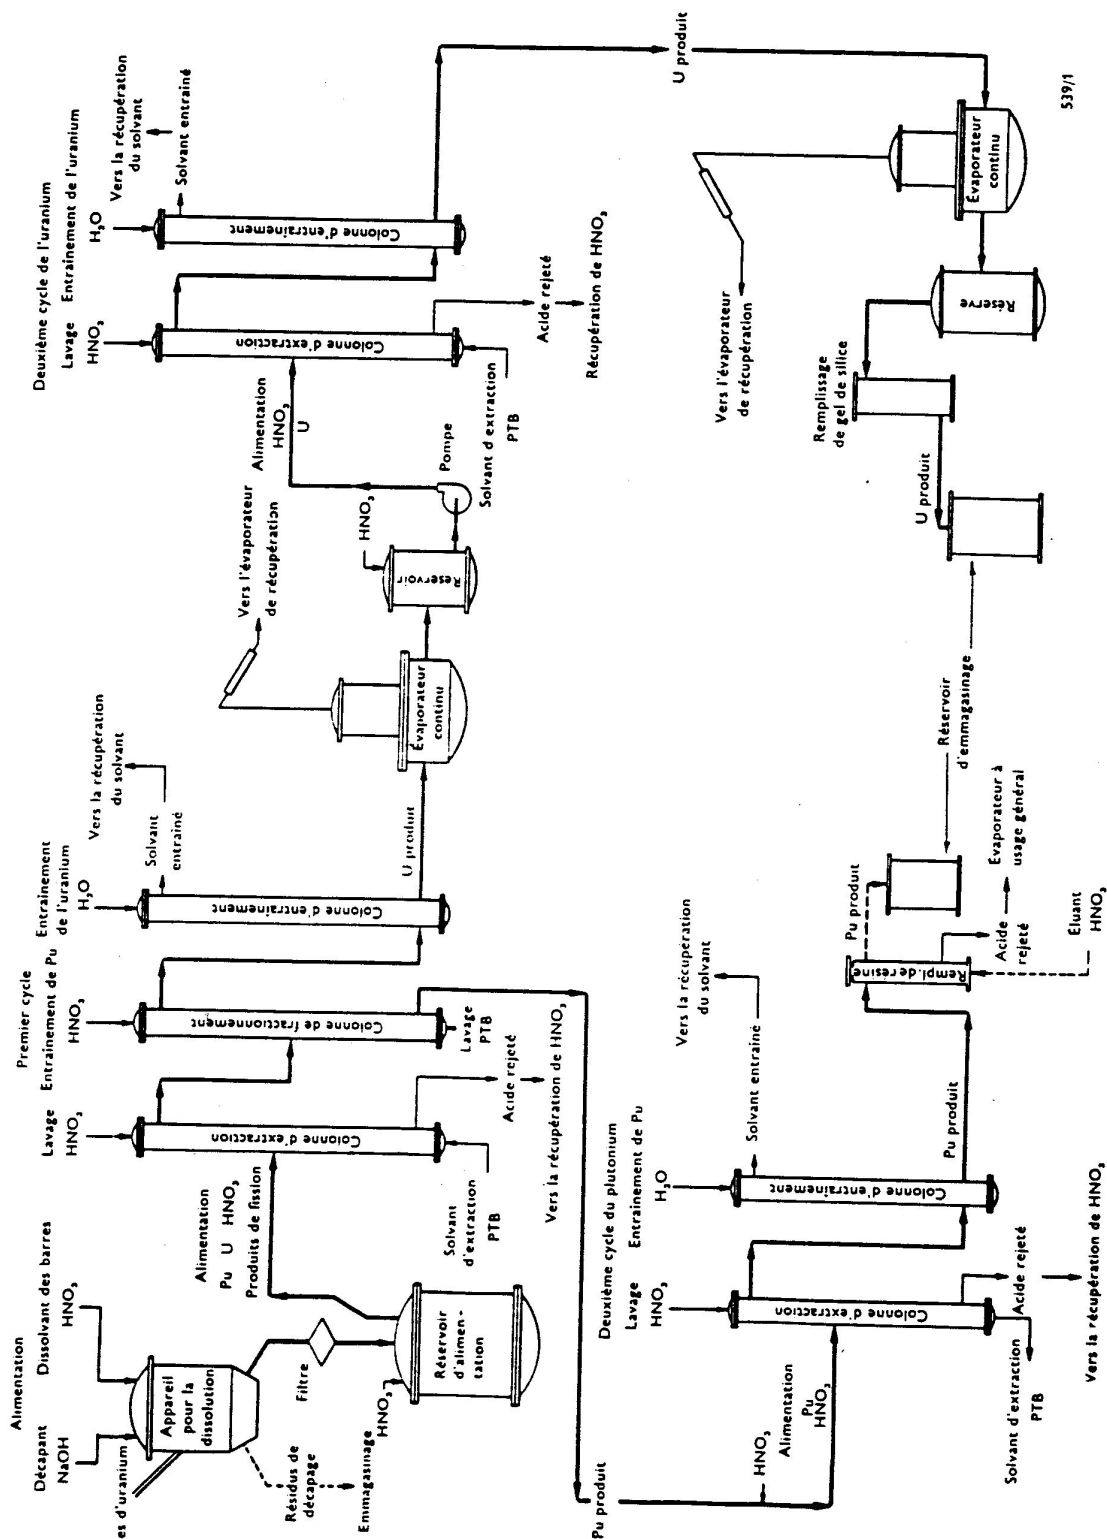 Alimentation
Décapant
NaOH
Dissolvant des barres
HNO₃
es d'uranium
Appareil
pour la
dissolution
Résidus de
décapage
Emmagasinage
Filtre
HNO₃
Réservoir
d'alimen-
tation
Alimentation
Pu U HNO₃
Produits de fission
Premier cycle
Lavage
HNO₃
Entraînement de Pu
HNO₃
Entraînement
de l'uranium
H₂O
Colonne d'extraction
Colonne de fractionnement
Colonne d'entraînement
Solvant
d'extraction
PTB
Acide rejeté
Vers la récupération de HNO₃
Lavage
PTB
Solvant
entraîné
Vers la récupération
du solvant
U produit
Évaporateur
continu
Vers l'évaporateur
de récupération
HNO₃
Reservoir
Pompe
Alimentation
HNO₃
U
Deuxième cycle de l'uranium
Lavage
HNO₃
Entraînement de l'uranium
H₂O
Colonne d'extraction
Colonne d'entraînement
Solvant d extraction
PTB
Acide rejeté
Récupération de HNO₃
Solvant entrainé
Vers la récupération
du solvant
U produit
Pu produit
HNO₃
Alimentation
Pu
HNO₃
Deuxième cycle du plutonium
Lavage
HNO₃
Entraînement de Pu
H₂O
Colonne d'extraction
Colonne d'entraînement
Solvant d'extraction
PTB
Acide rejeté
Vers la récupération de HNO₃
Solvant entraîné
Vers la récupération
du solvant
Pu produit
Rempl. de résine
Pu produit
Acide
rejeté
Evaporateur à
usage général
Éluant
HNO₃
Réservoir
d'emmagasinage
U produit
Remplissage
de gel de silice
Réserve
Évaporateur
continu
Vers l'évaporateur
de récupération
539/1